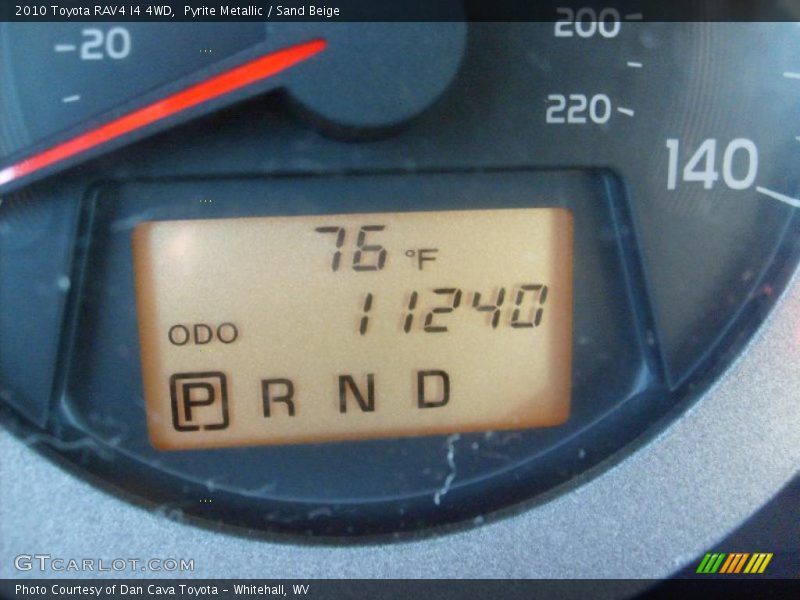 2010 Toyota RAV4 I4 4WD,  Pyrite Metallic / Sand Beige
20
200
220
140
76 °F
ODO 11240
P R N D
GTCARLOT.COM
Photo Courtesy of Dan Cava Toyota – Whitehall, WV